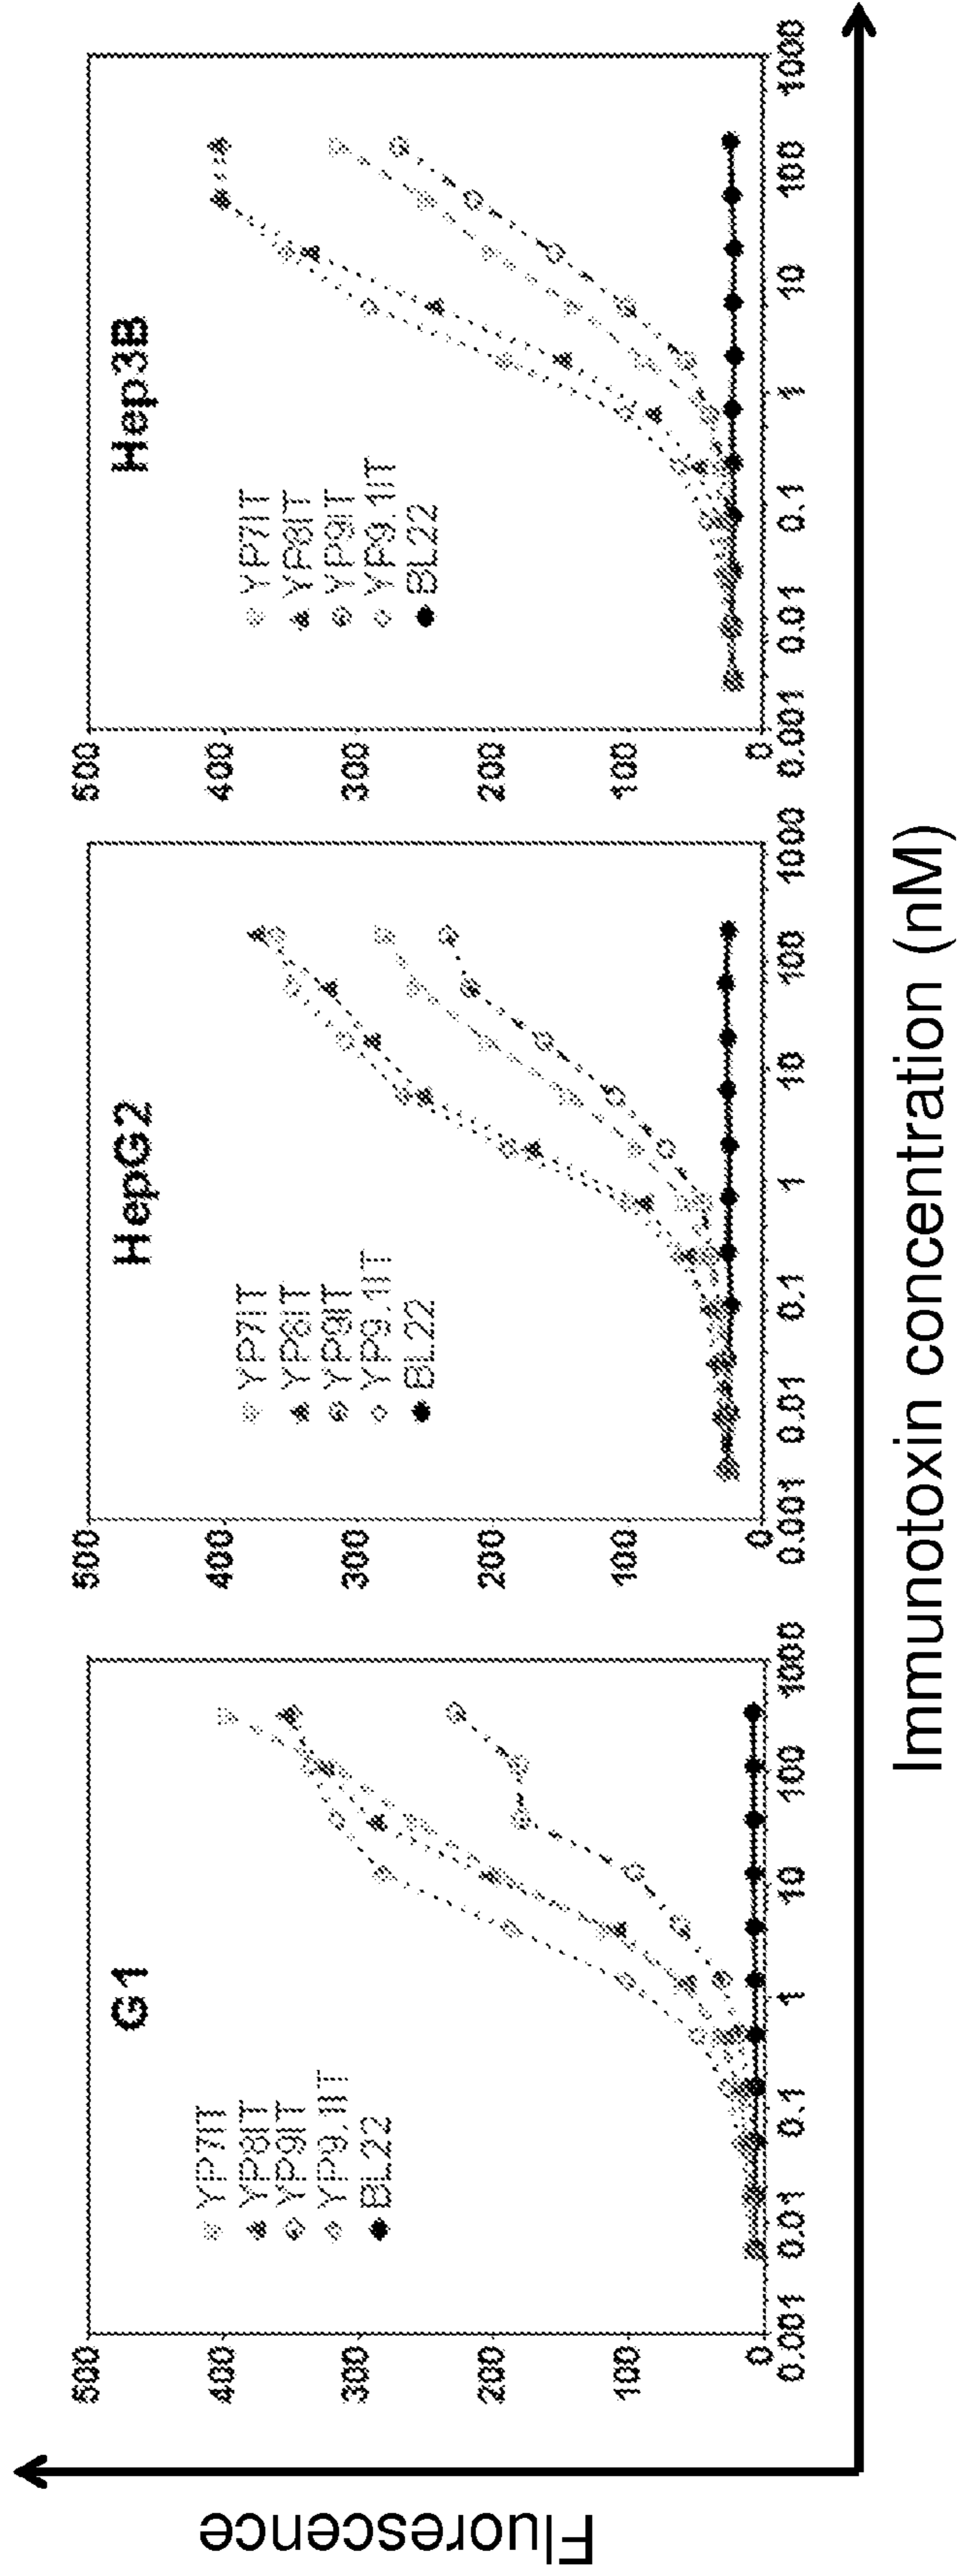 Fluorescence
G1
500
400
300
200
100
0
YP7IT
YP8IT
YP9IT
YP9.1IT
BL22
0.001 0.01 0.1 1 10 100 1000
HepG2
500
400
300
200
100
0
YP7IT
YP8IT
YP9IT
YP9.1IT
BL22
0.001 0.01 0.1 1 10 100 1000
Hep3B
500
400
300
200
100
0
YP7IT
YP8IT
YP9IT
YP9.1IT
BL22
0.001 0.01 0.1 1 10 100 1000
Immunotoxin concentration (nM)